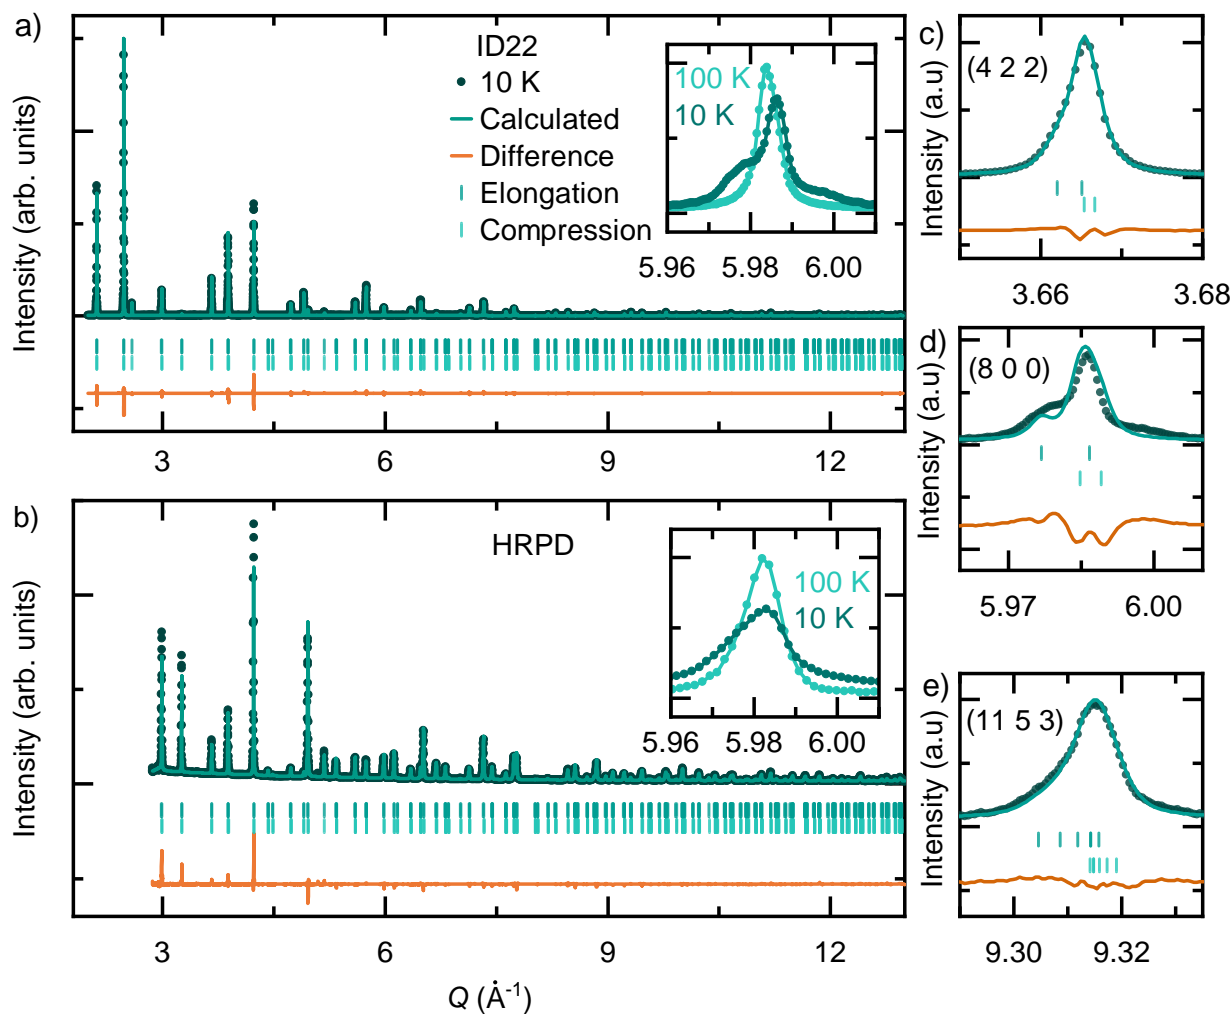 a)
Intensity (arb. units)
ID22
10 K
Calculated
Difference
Elongation
Compression
100 K
10 K
5.96 5.98 6.00
3 6 9 12
b)
Intensity (arb. units)
HRPD
100 K
10 K
5.96 5.98 6.00
3 6 9 12
Q (Å⁻¹)
c)
(4 2 2)
Intensity (a.u)
3.66 3.68
d)
(8 0 0)
Intensity (a.u)
5.97 6.00
e)
(11 5 3)
Intensity (a.u)
9.30 9.32